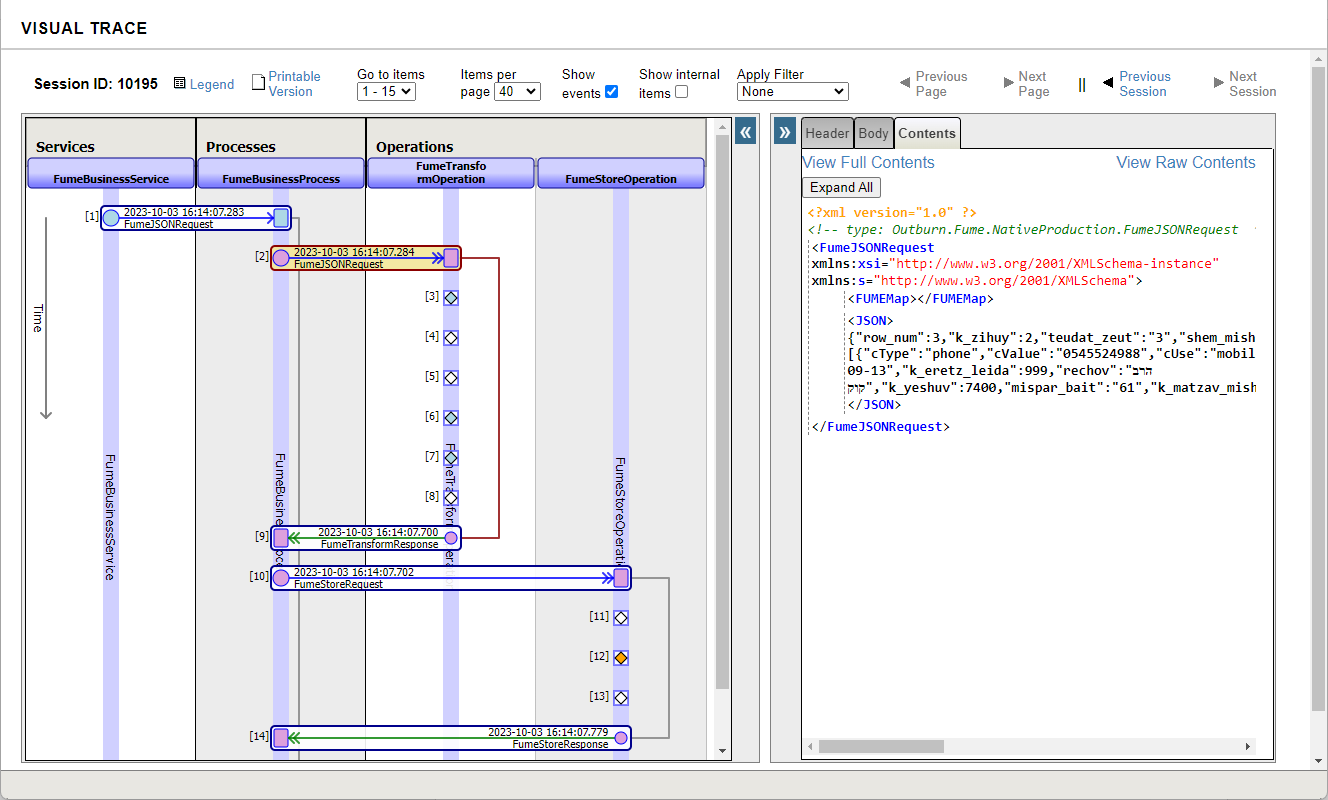 VISUAL TRACE
Session ID: 10195
Legend
Printable
Version
Go to items
1 - 15
Items per
page 40
Show
events
Show internal
items
Apply Filter
None
Previous
Page
Next
Page
||
Previous
Session
Next
Session
Services
Processes
Operations
FumeBusinessService
FumeBusinessProcess
FumeTransfo
rmOperation
FumeStoreOperation
[1]
2023-10-03 16:14:07.283
FumeJSONRequest
[2]
2023-10-03 16:14:07.284
FumeJSONRequest
[3]
Time
[4]
[5]
[6]
[7]
[8]
FumeBusinessService
FumeStoreOperati
[9]
2023-10-03 16:14:07.700
FumeTransformResponse
[10]
2023-10-03 16:14:07.702
FumeStoreRequest
[11]
[12]
[13]
[14]
2023-10-03 16:14:07.779
FumeStoreResponse
«
»
Header
Body
Contents
View Full Contents
View Raw Contents
Expand All
<?xml version="1.0" ?>
<!-- type: Outburn.Fume.NativeProduction.FumeJSONRequest
<FumeJSONRequest
xmlns:xsi="http://www.w3.org/2001/XMLSchema-instance"
xmlns:s="http://www.w3.org/2001/XMLSchema">
<FUMEMap></FUMEMap>
<JSON>
{"row_num":3,"k_zihuy":2,"teudat_zeut":"3","shem_mish
[{"cType":"phone","cValue":"0545524988","cUse":"mobil
09-13","k_eretz_leida":999,"rechov":"הרב
קוק","k_yeshuv":7400,"mispar_bait":"61","k_matzav_mish
</JSON>
</FumeJSONRequest>